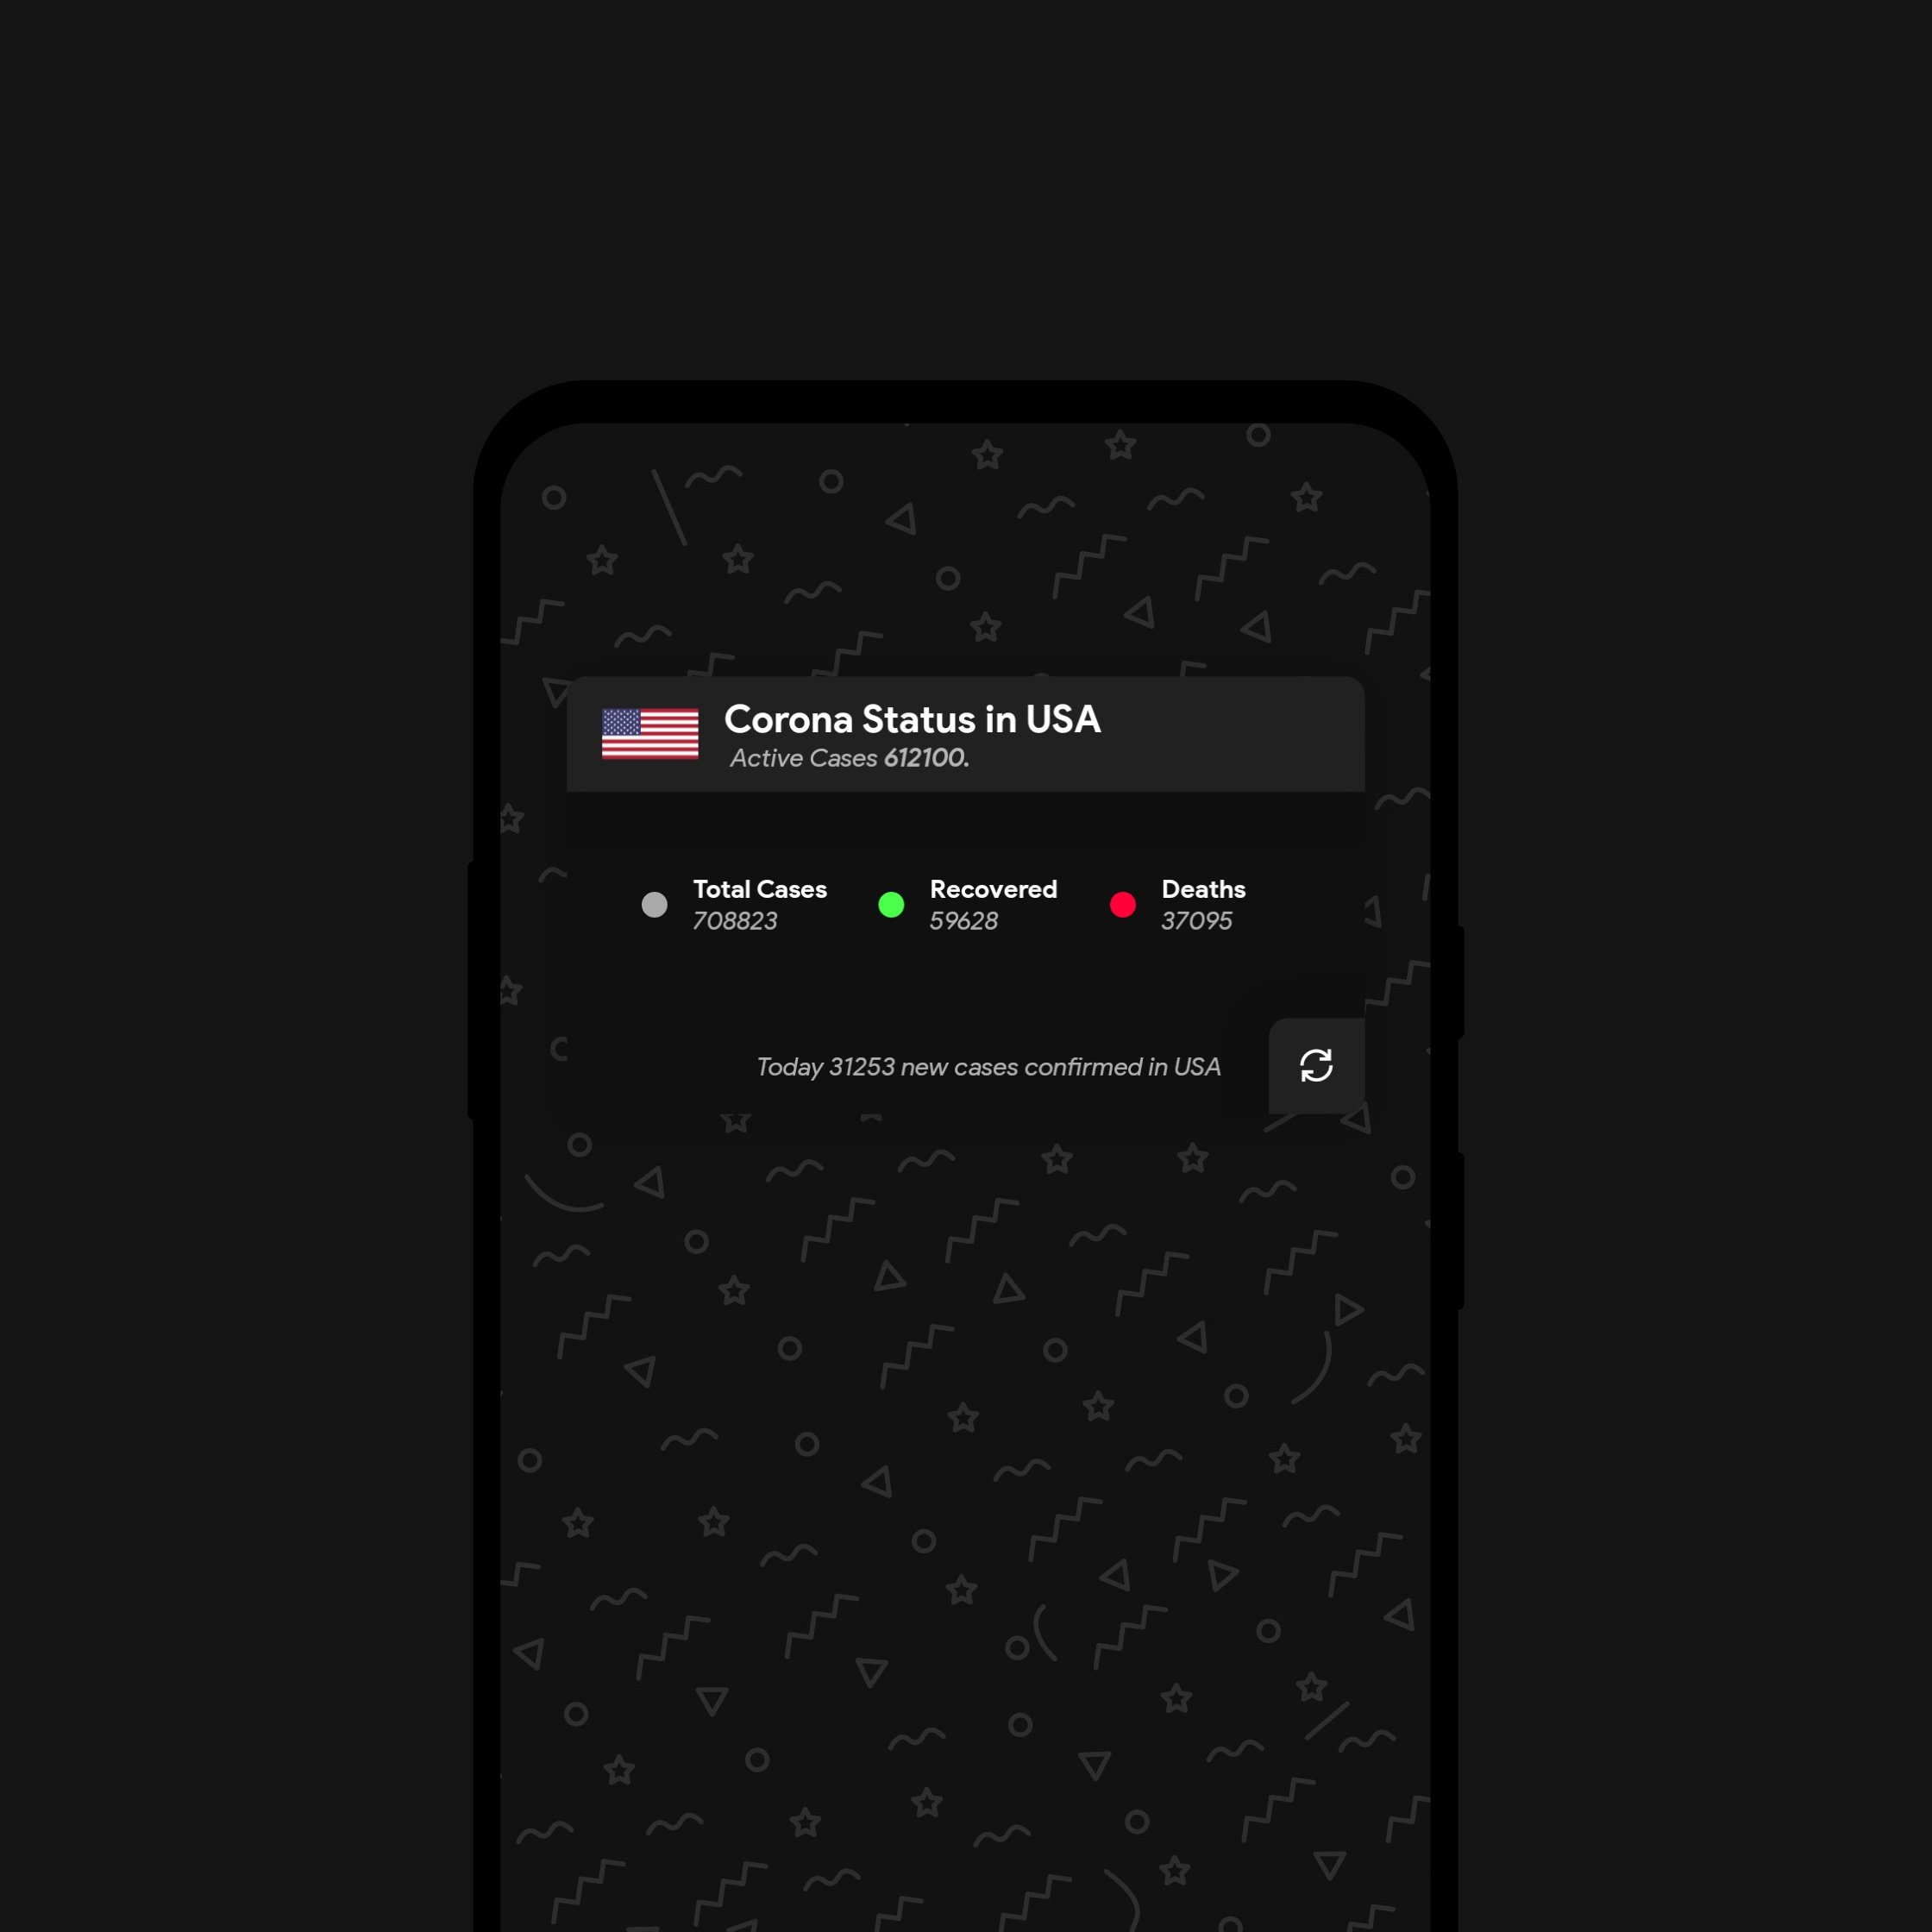 Corona Status in USA
Active Cases 612100.
Total Cases Recovered Deaths
708823 59628 37095
Today 31253 new cases confirmed in USA